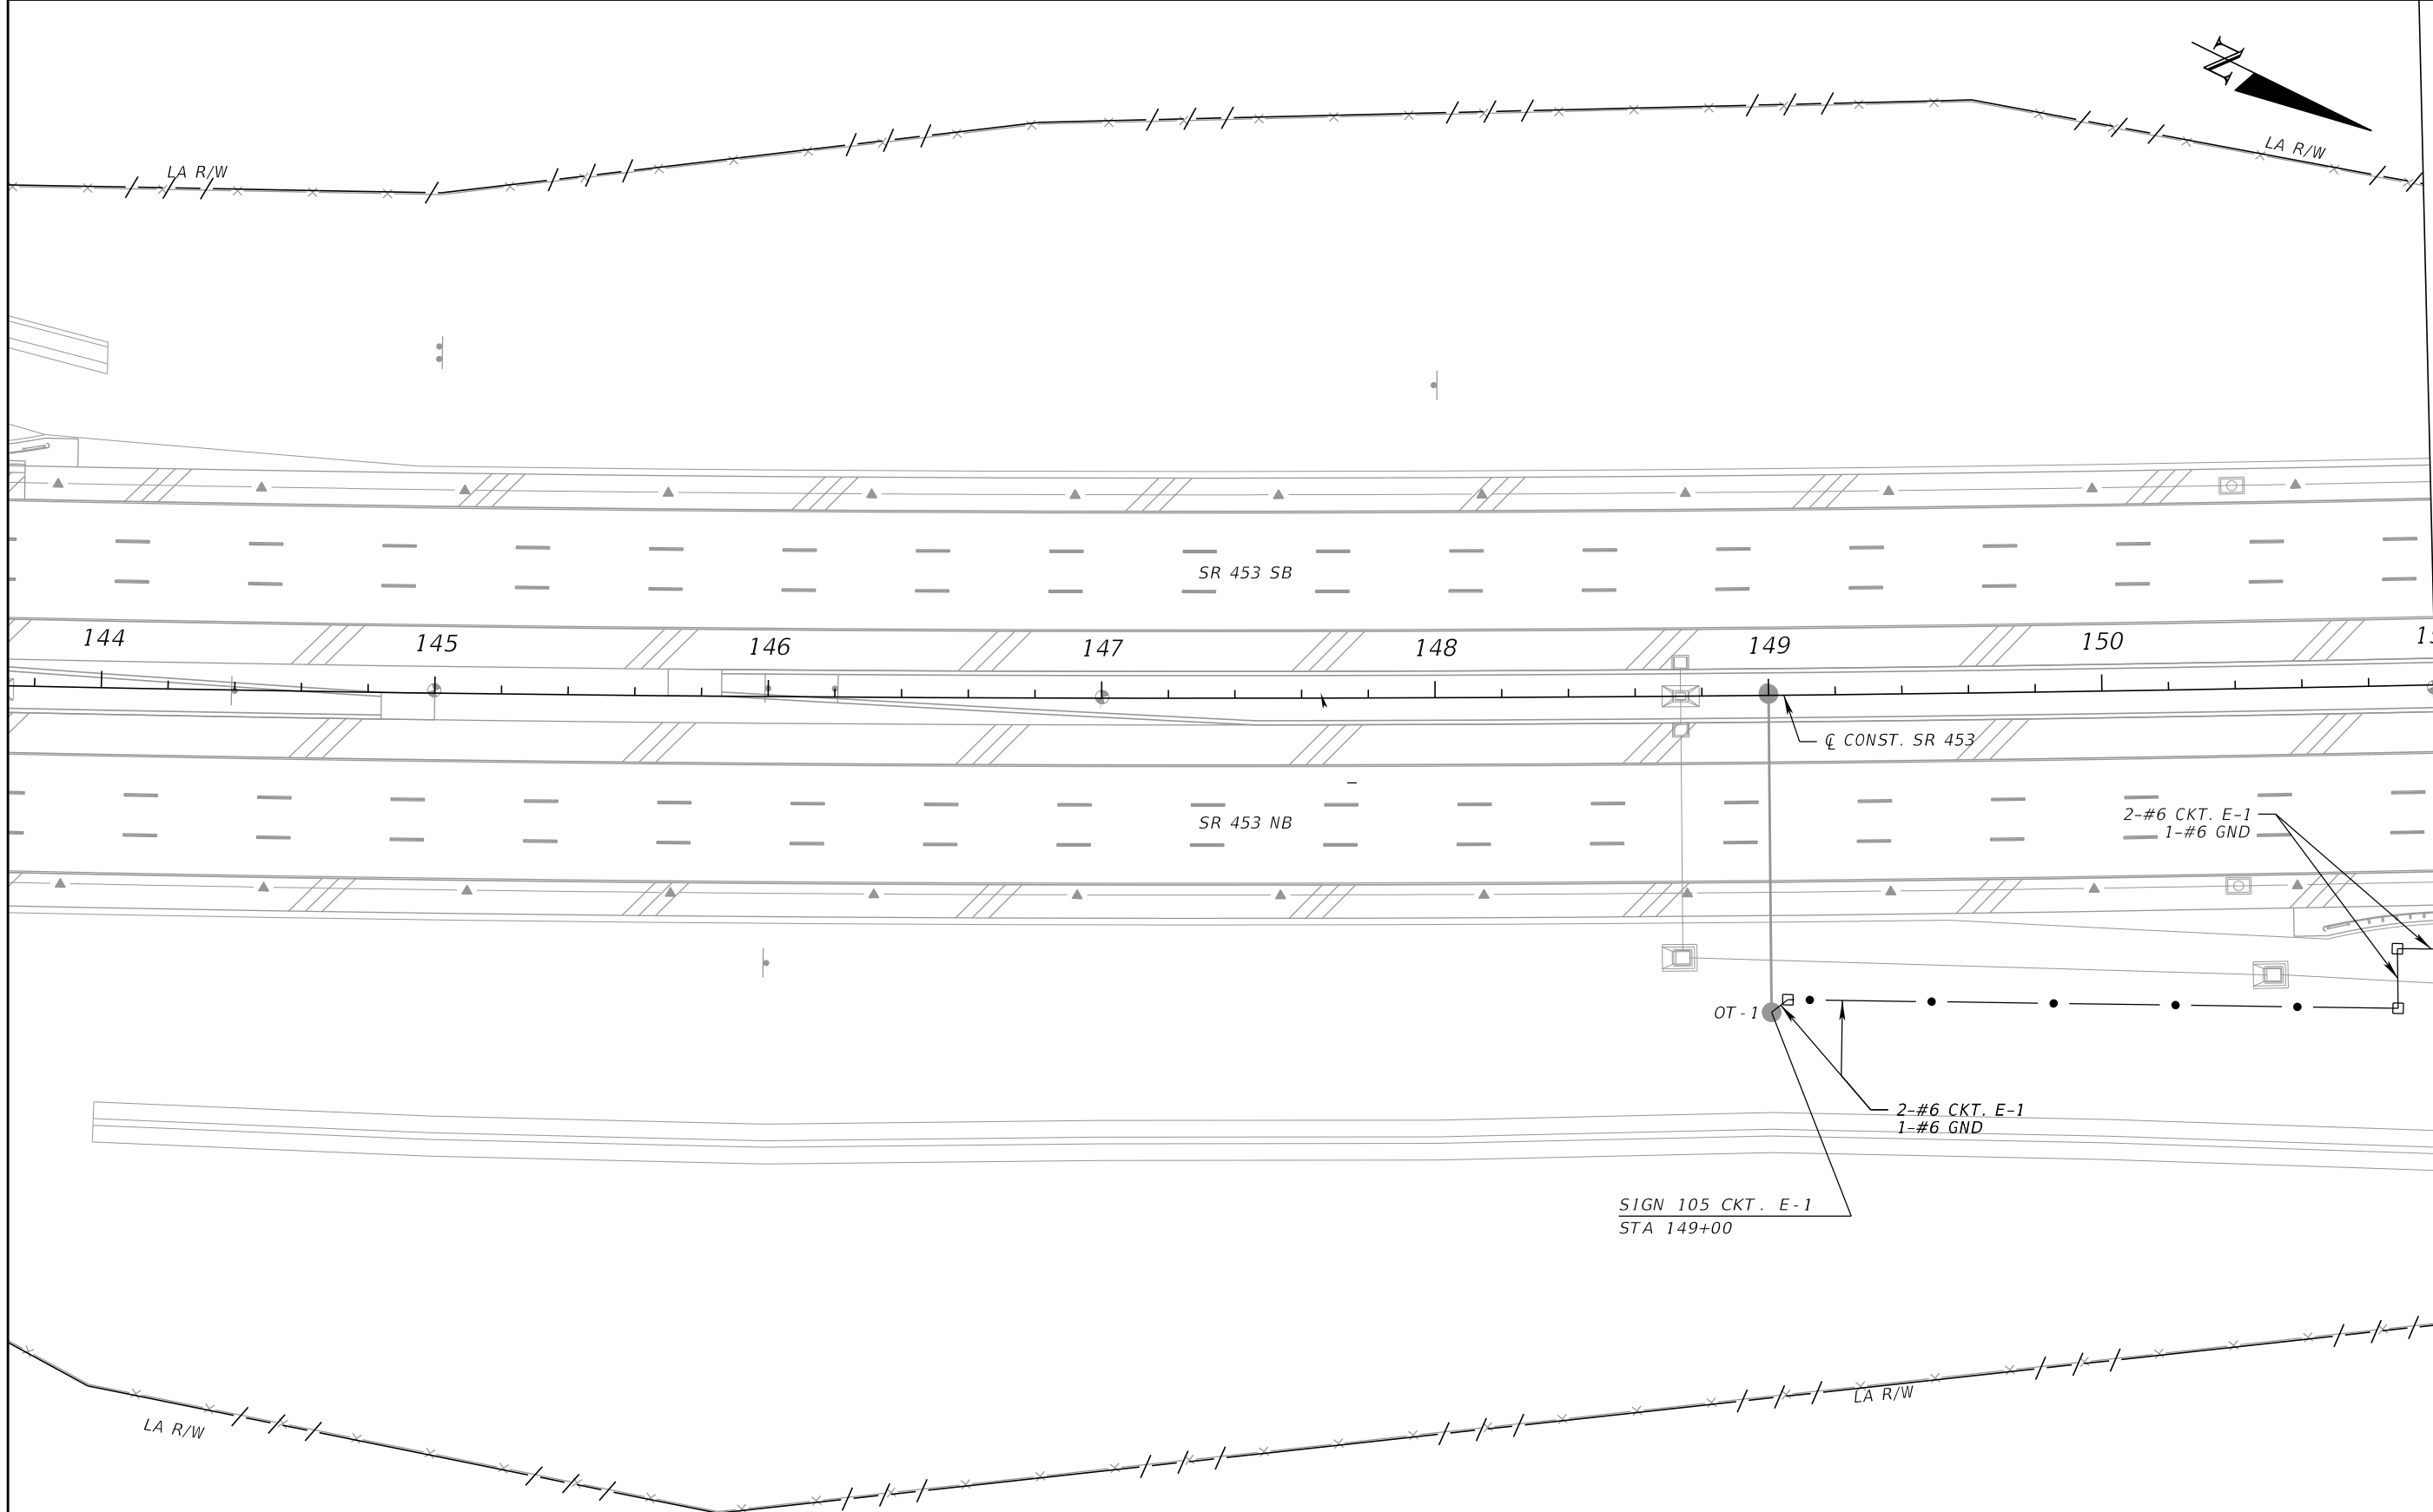 N
LA R/W
LA R/W
SR 453 SB
144
145
146
147
148
149
150
℄ CONST. SR 453
SR 453 NB
2-#6 CKT. E-1
1-#6 GND
OT-1
2-#6 CKT. E-1
1-#6 GND
SIGN 105 CKT. E-1
STA 149+00
LA R/W
LA R/W